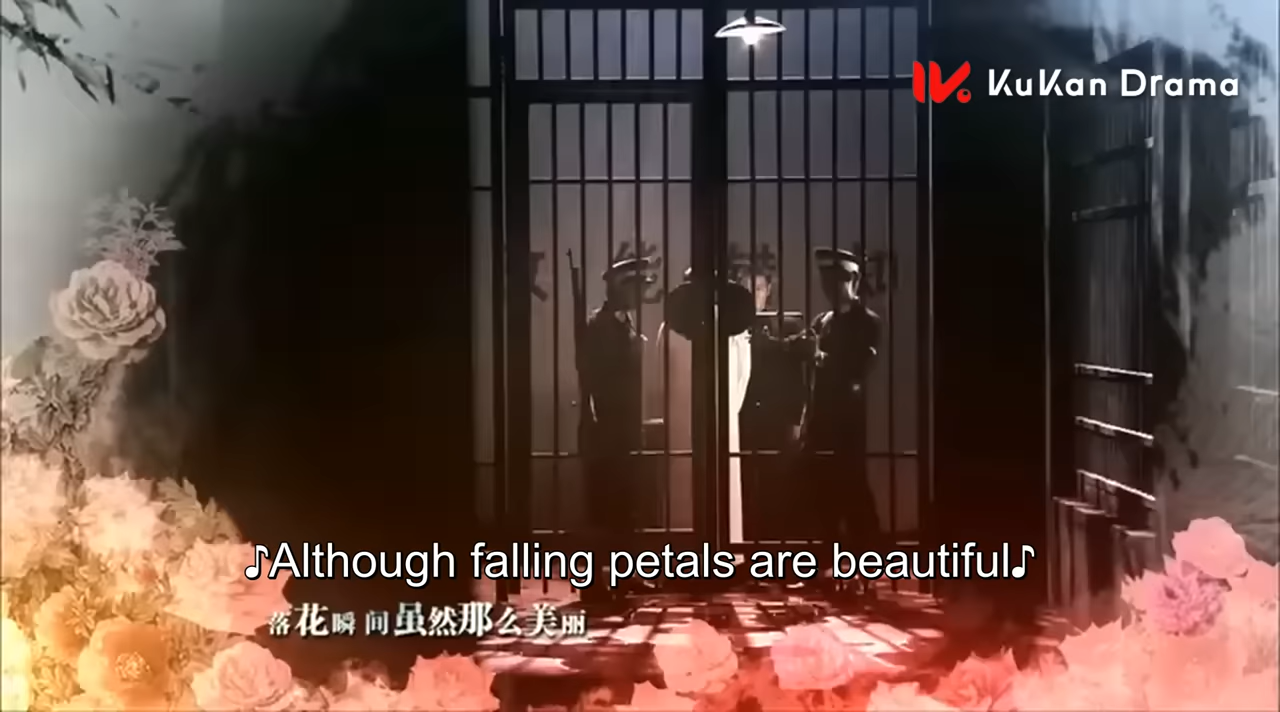 KuKan Drama
♪Although falling petals are beautiful♪
落花瞬间虽然那么美丽